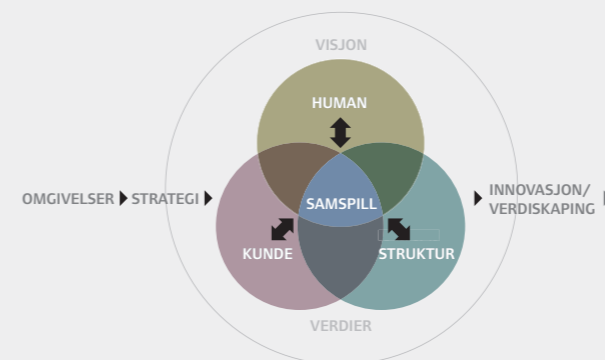 VISJON
HUMAN
OMGIVELSER STRATEGI
SAMSPILL
INNOVASJON/
VERDISKAPING
KUNDE
STRUKTUR
VERDIER